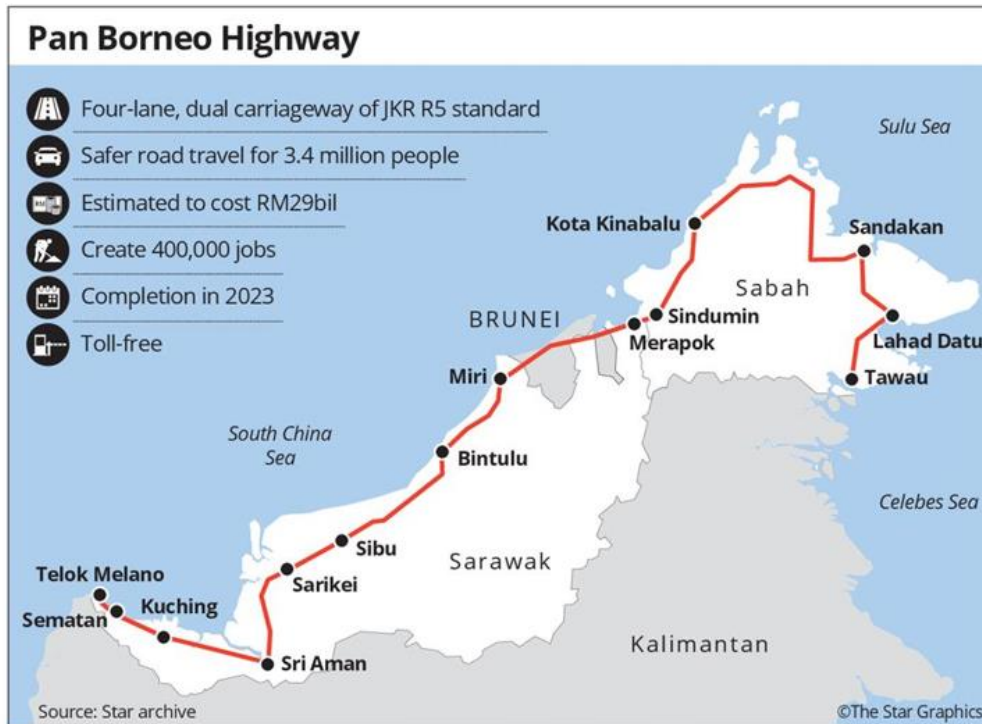 Pan Borneo Highway
Four-lane, dual carriageway of JKR R5 standard
Safer road travel for 3.4 million people
RM
Estimated to cost RM29bil
Create 400,000 jobs
Completion in 2023
Toll-free
Sulu Sea
Kota Kinabalu
Sandakan
Sabah
BRUNEI
Sindumin
Merapok
Lahad Datu
Miri
Tawau
South China
Sea
Bintulu
Celebes Sea
Sibu
Sarawak
Telok Melano
Sarikei
Kuching
Sematan
Kalimantan
Sri Aman
Source: Star archive
©The Star Graphics